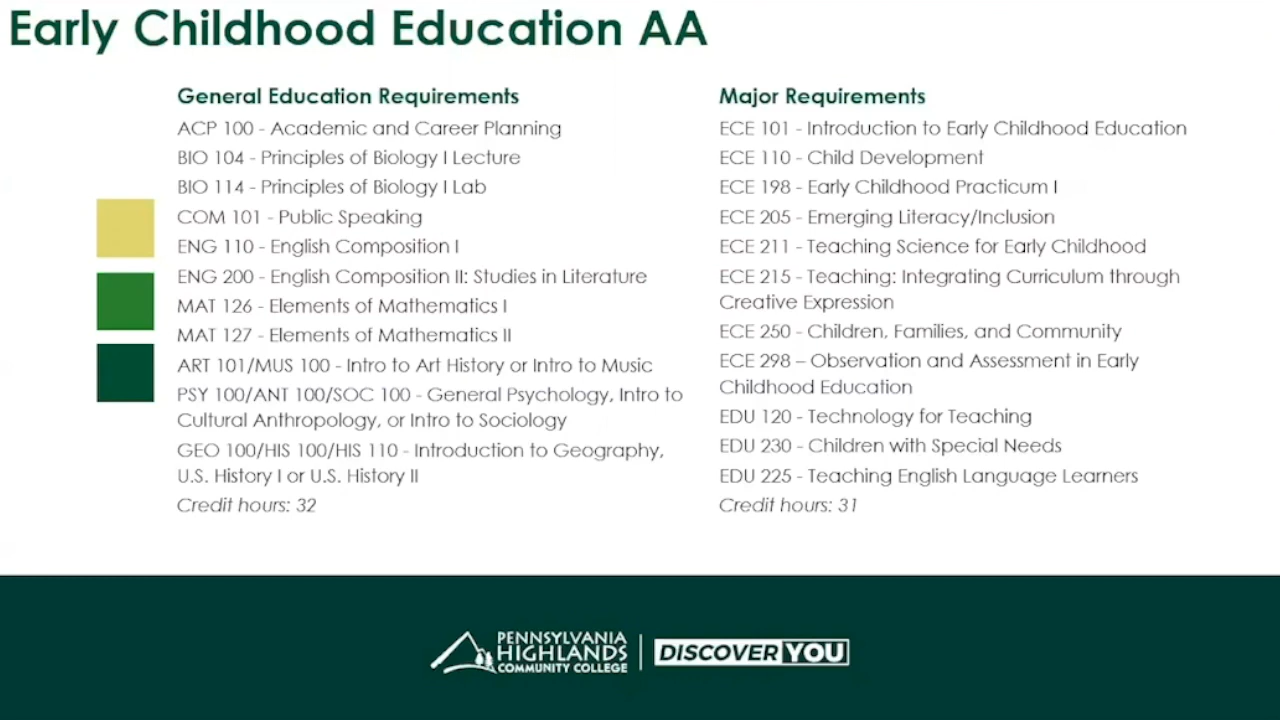 Early Childhood Education AA
General Education Requirements
ACP 100 - Academic and Career Planning
BIO 104 - Principles of Biology I Lecture
BIO 114 - Principles of Biology I Lab
COM 101 - Public Speaking
ENG 110 - English Composition I
ENG 200 - English Composition II: Studies in Literature
MAT 126 - Elements of Mathematics I
MAT 127 - Elements of Mathematics II
ART 101/MUS 100 - Intro to Art History or Intro to Music
PSY 100/ANT 100/SOC 100 - General Psychology, Intro to
Cultural Anthropology, or Intro to Sociology
GEO 100/HIS 100/HIS 110 - Introduction to Geography,
U.S. History I or U.S. History II
Credit hours: 32
Major Requirements
ECE 101 - Introduction to Early Childhood Education
ECE 110 - Child Development
ECE 198 - Early Childhood Practicum I
ECE 205 - Emerging Literacy/Inclusion
ECE 211 - Teaching Science for Early Childhood
ECE 215 - Teaching: Integrating Curriculum through
Creative Expression
ECE 250 - Children, Families, and Community
ECE 298 – Observation and Assessment in Early
Childhood Education
EDU 120 - Technology for Teaching
EDU 230 - Children with Special Needs
EDU 225 - Teaching English Language Learners
Credit hours: 31
PENNSYLVANIA
HIGHLANDS
COMMUNITY COLLEGE
DISCOVER YOU